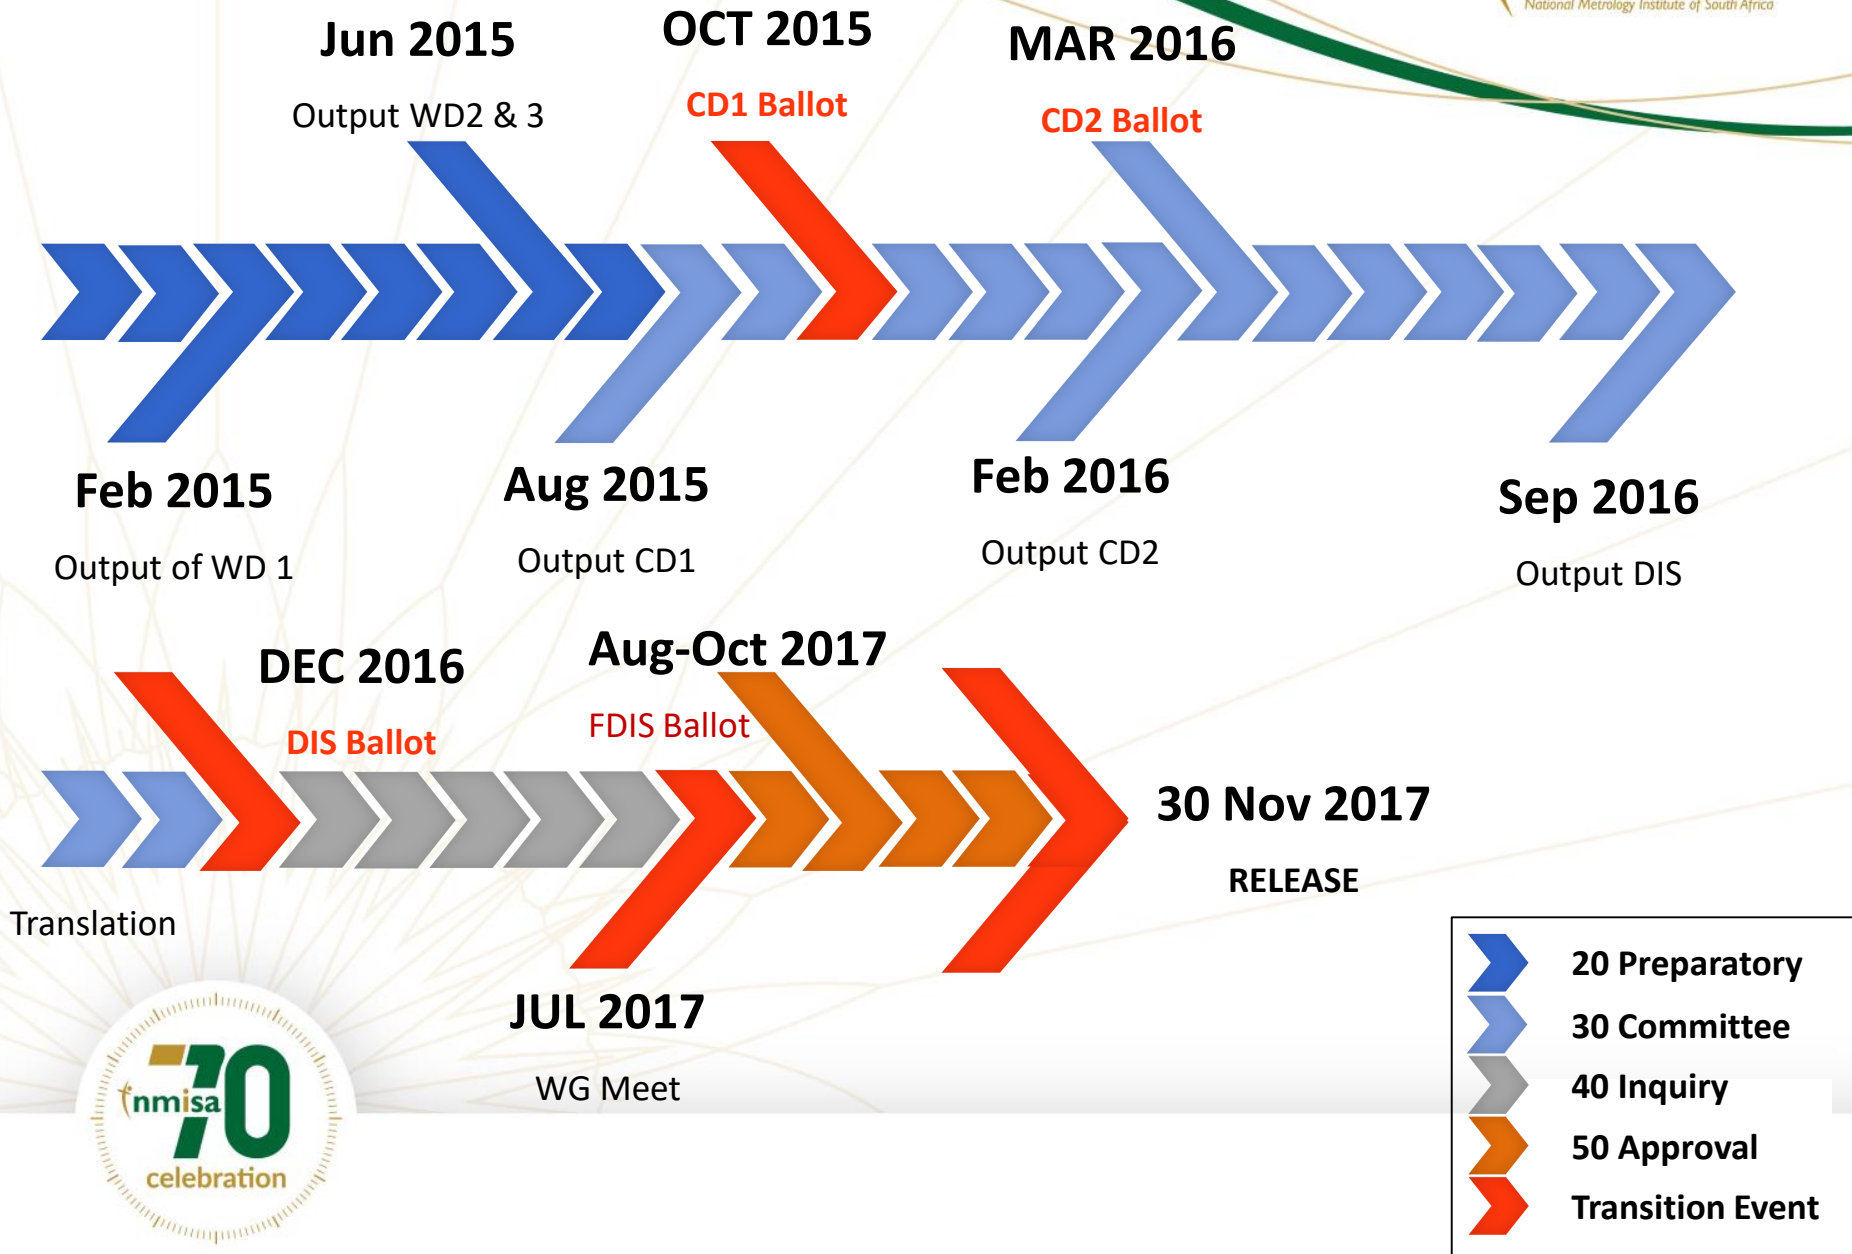 National Metrology Institute of South Africa
Jun 2015
Output WD2 & 3
OCT 2015
CD1 Ballot
MAR 2016
CD2 Ballot
Feb 2015
Output of WD 1
Aug 2015
Output CD1
Feb 2016
Output CD2
Sep 2016
Output DIS
DEC 2016
DIS Ballot
Aug-Oct 2017
FDIS Ballot
30 Nov 2017
RELEASE
Translation
JUL 2017
WG Meet
20 Preparatory
30 Committee
40 Inquiry
50 Approval
Transition Event
70
nmisa
celebration